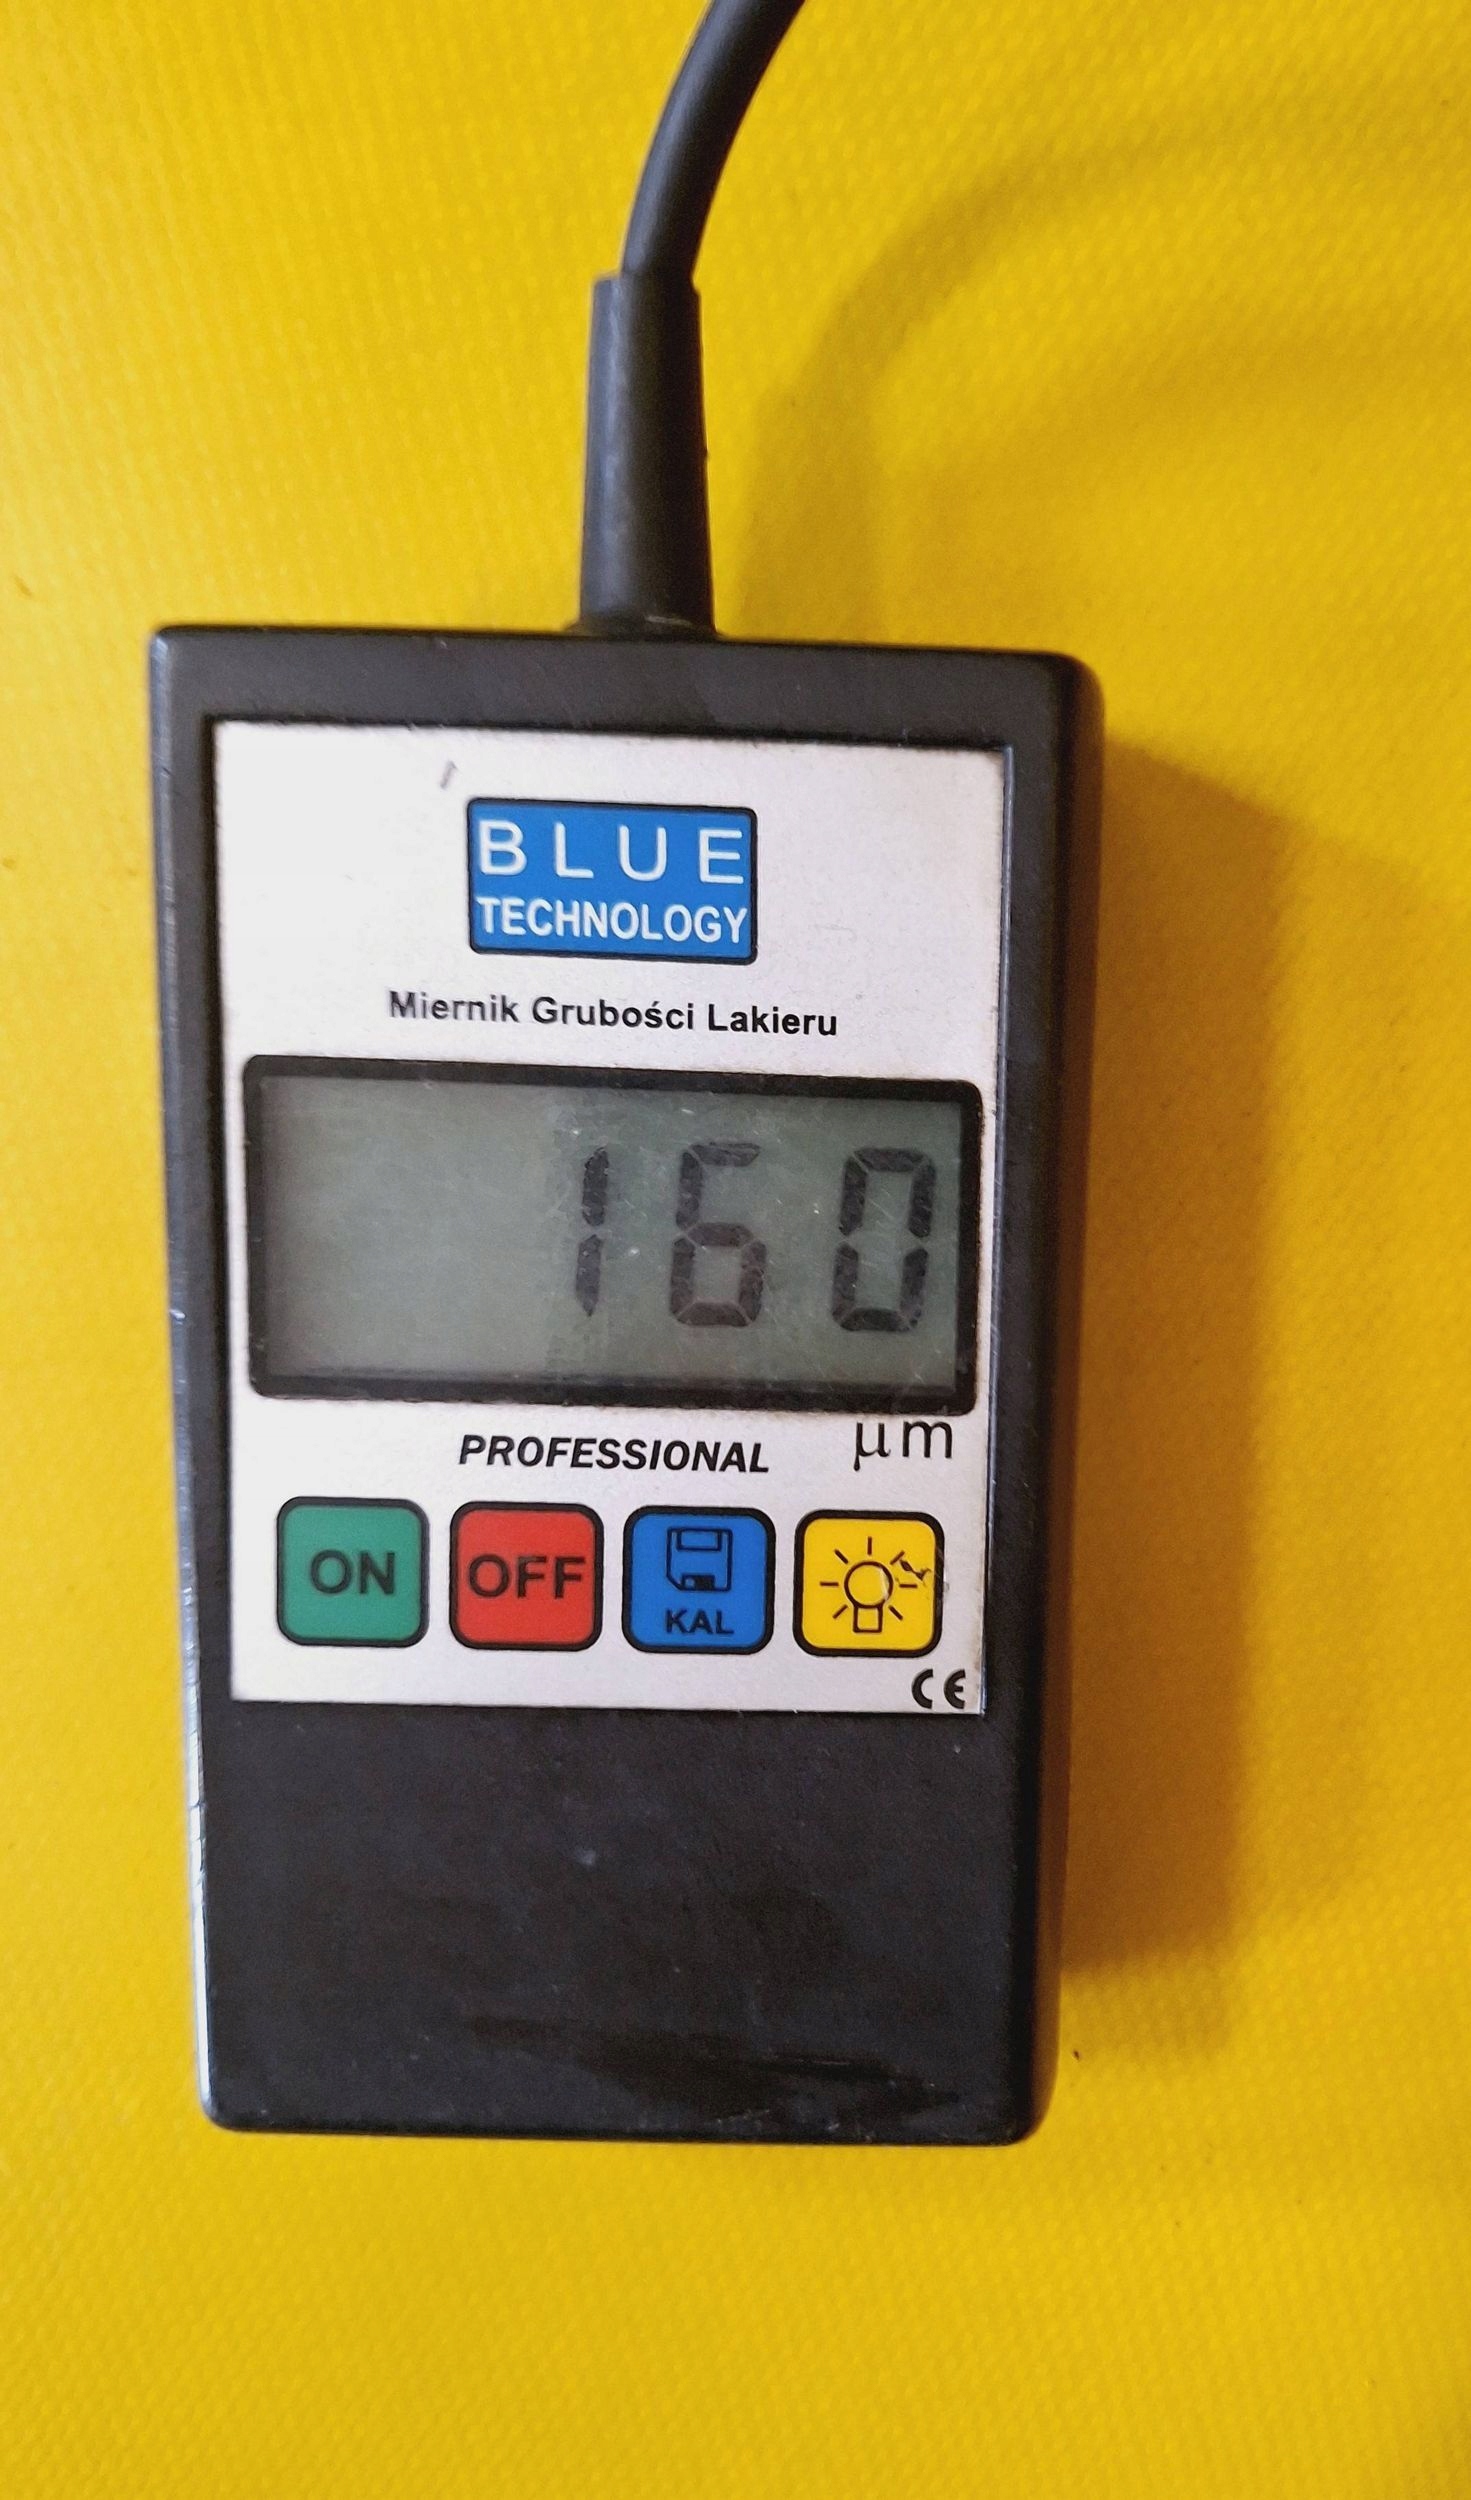 BLUE
TECHNOLOGY
Miernik Grubości Lakieru
160
µm
PROFESSIONAL
ON OFF KAL
CE